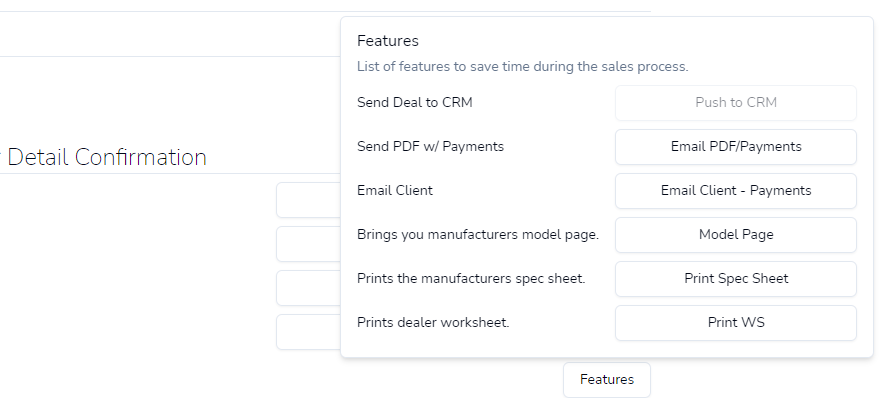 Features
List of features to save time during the sales process.
Send Deal to CRM
Push to CRM
Send PDF w/ Payments
Email PDF/Payments
Detail Confirmation
Email Client
Email Client - Payments
Brings you manufacturers model page.
Model Page
Prints the manufacturers spec sheet.
Print Spec Sheet
Prints dealer worksheet.
Print WS
Features